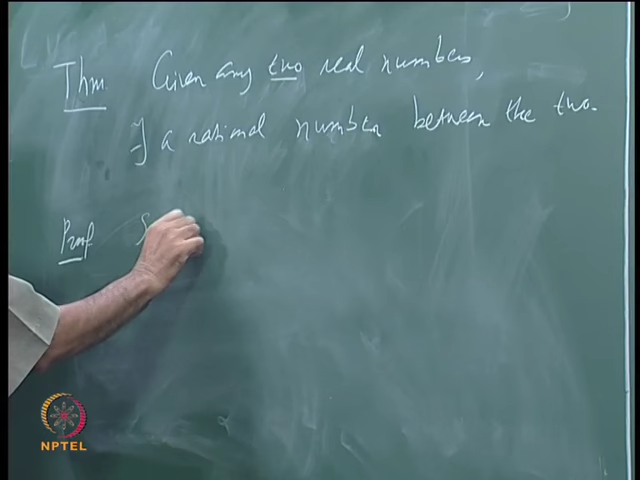 Thm. Given any two real numbers,
∃ a rational number between the two.
Proof S
NPTEL